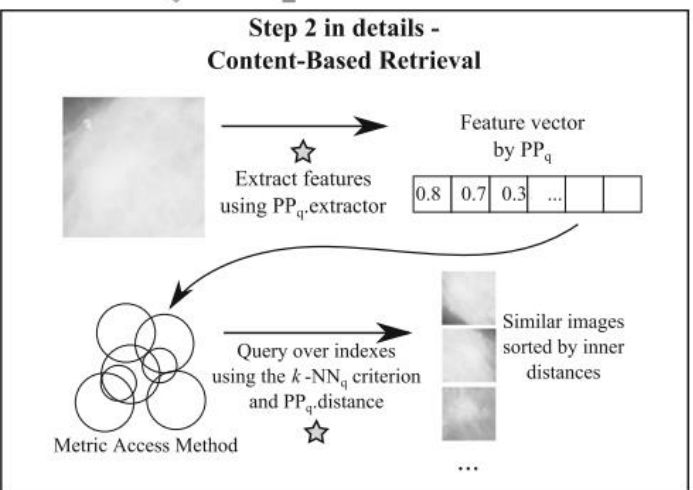 Step 2 in details -
Content-Based Retrieval
Extract features
using PPq.extractor
Feature vector
by PPq
0.8 0.7 0.3 ...
Metric Access Method
Query over indexes
using the k-NNq criterion
and PPq.distance
Similar images
sorted by inner
distances
...